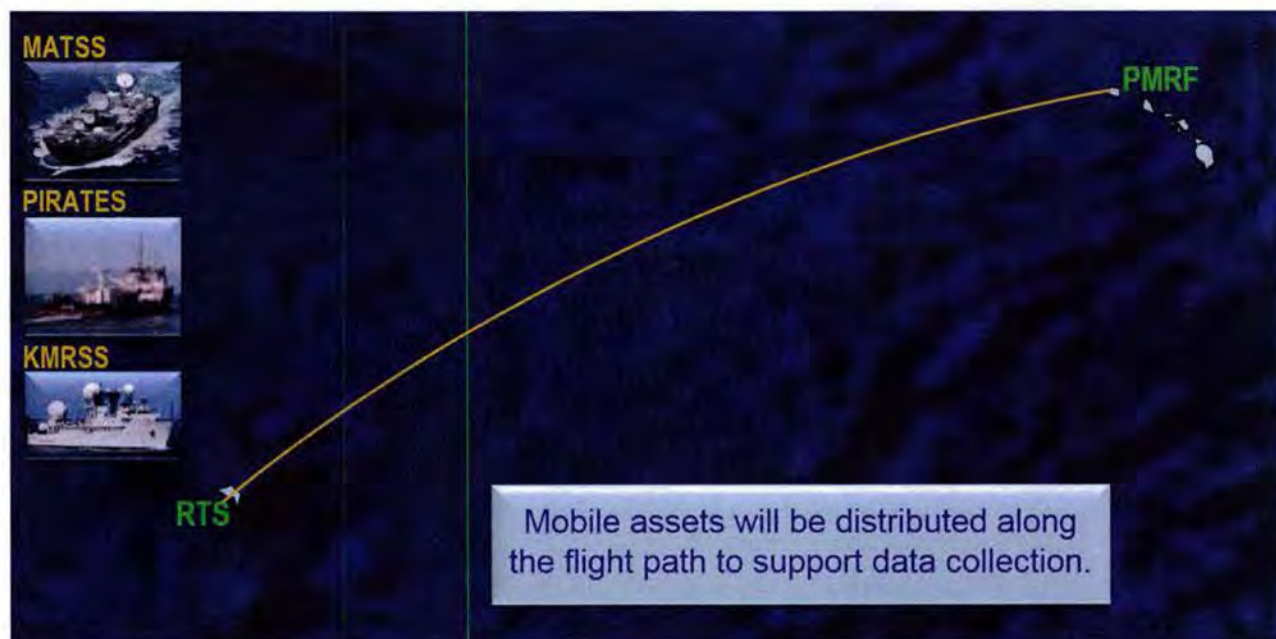 MATSS
PIRATES
KMRSS
PMRF
RTS
Mobile assets will be distributed along
the flight path to support data collection.